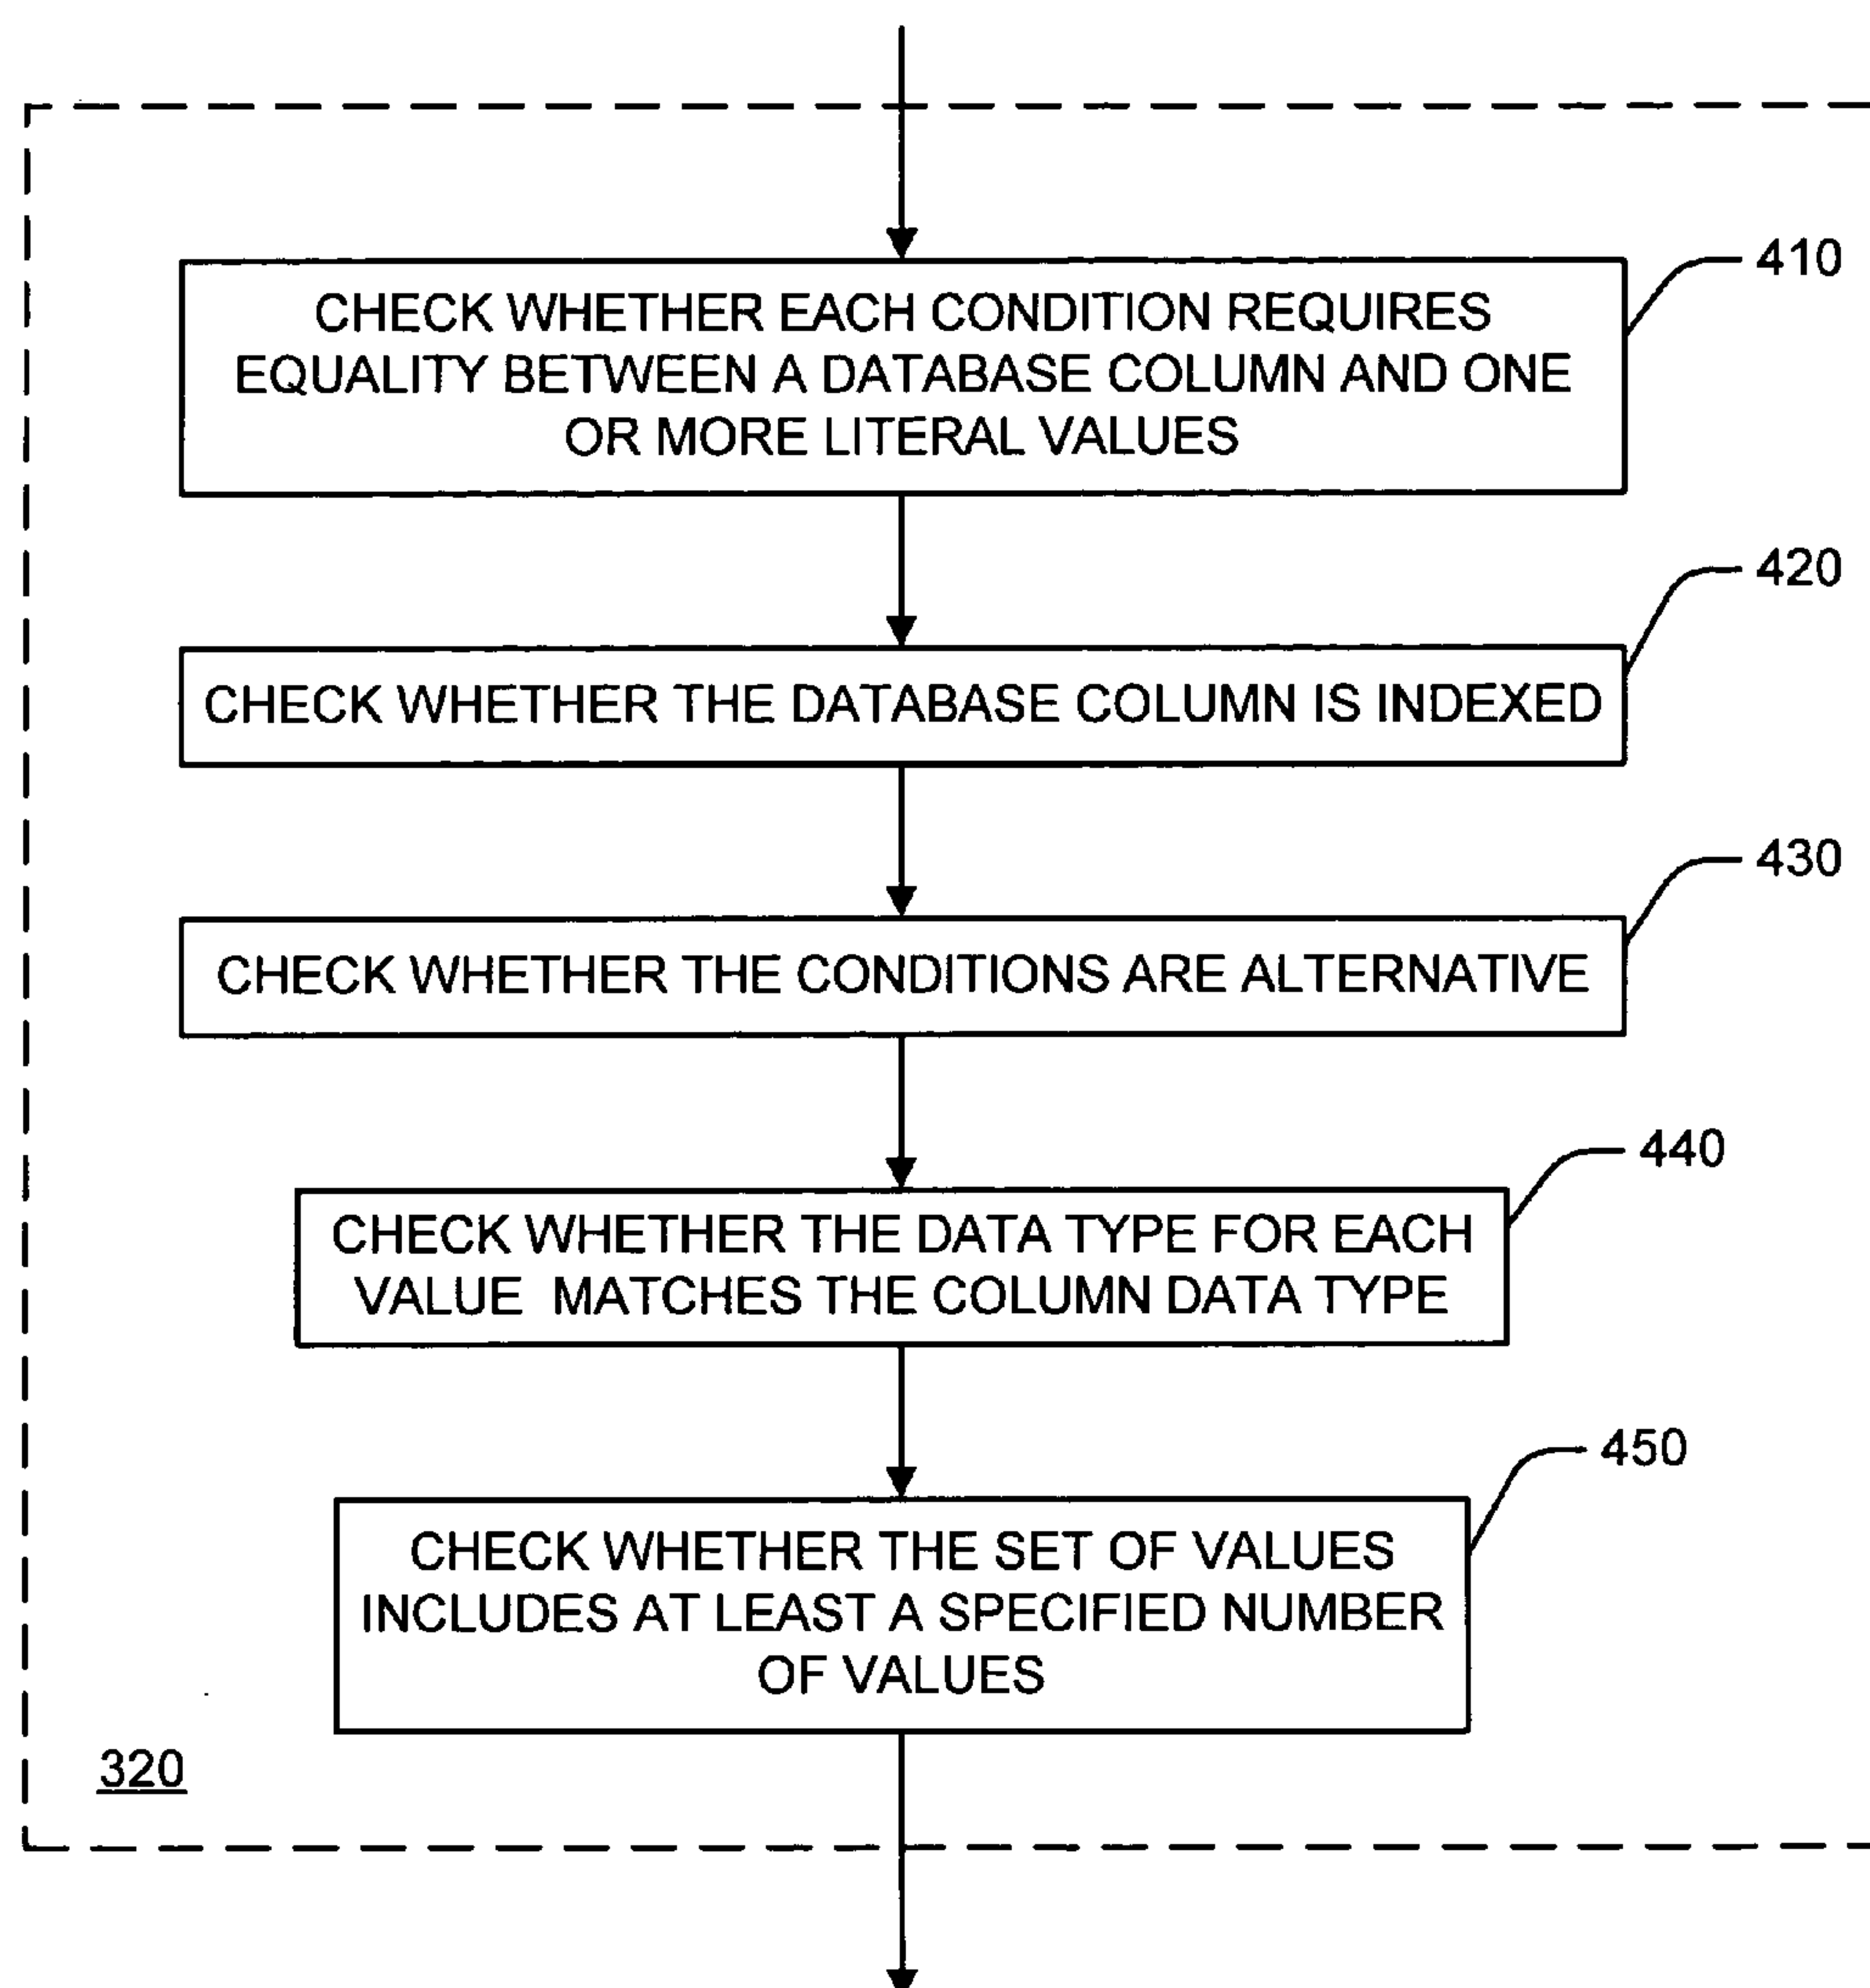 CHECK WHETHER EACH CONDITION REQUIRES
EQUALITY BETWEEN A DATABASE COLUMN AND ONE
OR MORE LITERAL VALUES
410
CHECK WHETHER THE DATABASE COLUMN IS INDEXED
420
CHECK WHETHER THE CONDITIONS ARE ALTERNATIVE
430
CHECK WHETHER THE DATA TYPE FOR EACH
VALUE MATCHES THE COLUMN DATA TYPE
440
CHECK WHETHER THE SET OF VALUES
INCLUDES AT LEAST A SPECIFIED NUMBER
OF VALUES
450
320